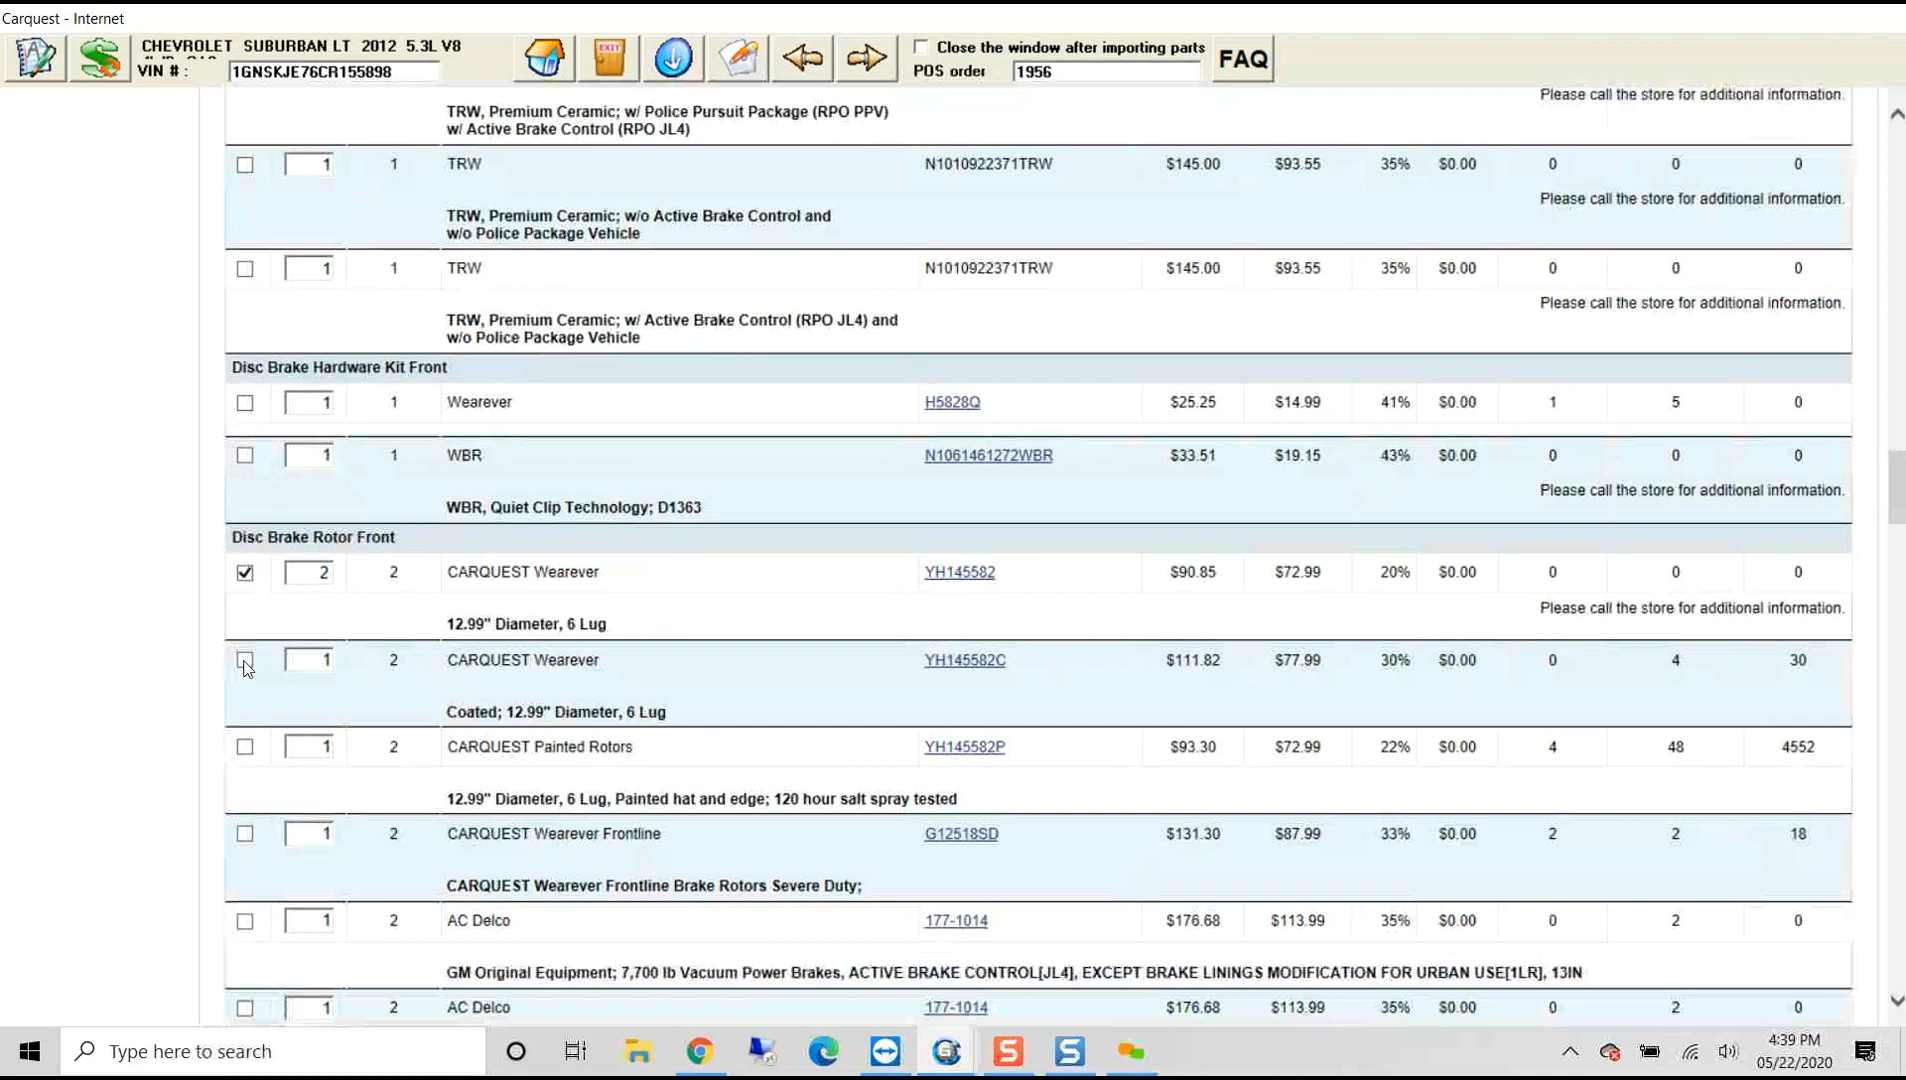 Carquest - Internet
CHEVROLET SUBURBAN LT 2012 5.3L V8
VIN # : 1GNSKJE76CR155898
EXIT
Close the window after importing parts
POS order 1956
FAQ
Please call the store for additional information.
TRW, Premium Ceramic; w/ Police Pursuit Package (RPO PPV)
w/ Active Brake Control (RPO JL4)
1 1 TRW N1010922371TRW $145.00 $93.55 35% $0.00 0 0 0
Please call the store for additional information.
TRW, Premium Ceramic; w/o Active Brake Control and
w/o Police Package Vehicle
1 1 TRW N1010922371TRW $145.00 $93.55 35% $0.00 0 0 0
Please call the store for additional information.
TRW, Premium Ceramic; w/ Active Brake Control (RPO JL4) and
w/o Police Package Vehicle
Disc Brake Hardware Kit Front
1 1 Wearever H5828Q $25.25 $14.99 41% $0.00 1 5 0
1 1 WBR N1061461272WBR $33.51 $19.15 43% $0.00 0 0 0
Please call the store for additional information.
WBR, Quiet Clip Technology; D1363
Disc Brake Rotor Front
2 2 CARQUEST Wearever YH145582 $90.85 $72.99 20% $0.00 0 0 0
Please call the store for additional information.
12.99" Diameter, 6 Lug
1 2 CARQUEST Wearever YH145582C $111.82 $77.99 30% $0.00 0 4 30
Coated; 12.99" Diameter, 6 Lug
1 2 CARQUEST Painted Rotors YH145582P $93.30 $72.99 22% $0.00 4 48 4552
12.99" Diameter, 6 Lug, Painted hat and edge; 120 hour salt spray tested
1 2 CARQUEST Wearever Frontline G12518SD $131.30 $87.99 33% $0.00 2 2 18
CARQUEST Wearever Frontline Brake Rotors Severe Duty;
1 2 AC Delco 177-1014 $176.68 $113.99 35% $0.00 0 2 0
GM Original Equipment; 7,700 lb Vacuum Power Brakes, ACTIVE BRAKE CONTROL[JL4], EXCEPT BRAKE LININGS MODIFICATION FOR URBAN USE[1LR], 13IN
1 2 AC Delco 177-1014 $176.68 $113.99 35% $0.00 0 2 0
Type here to search
S
S
4:39 PM
05/22/2020